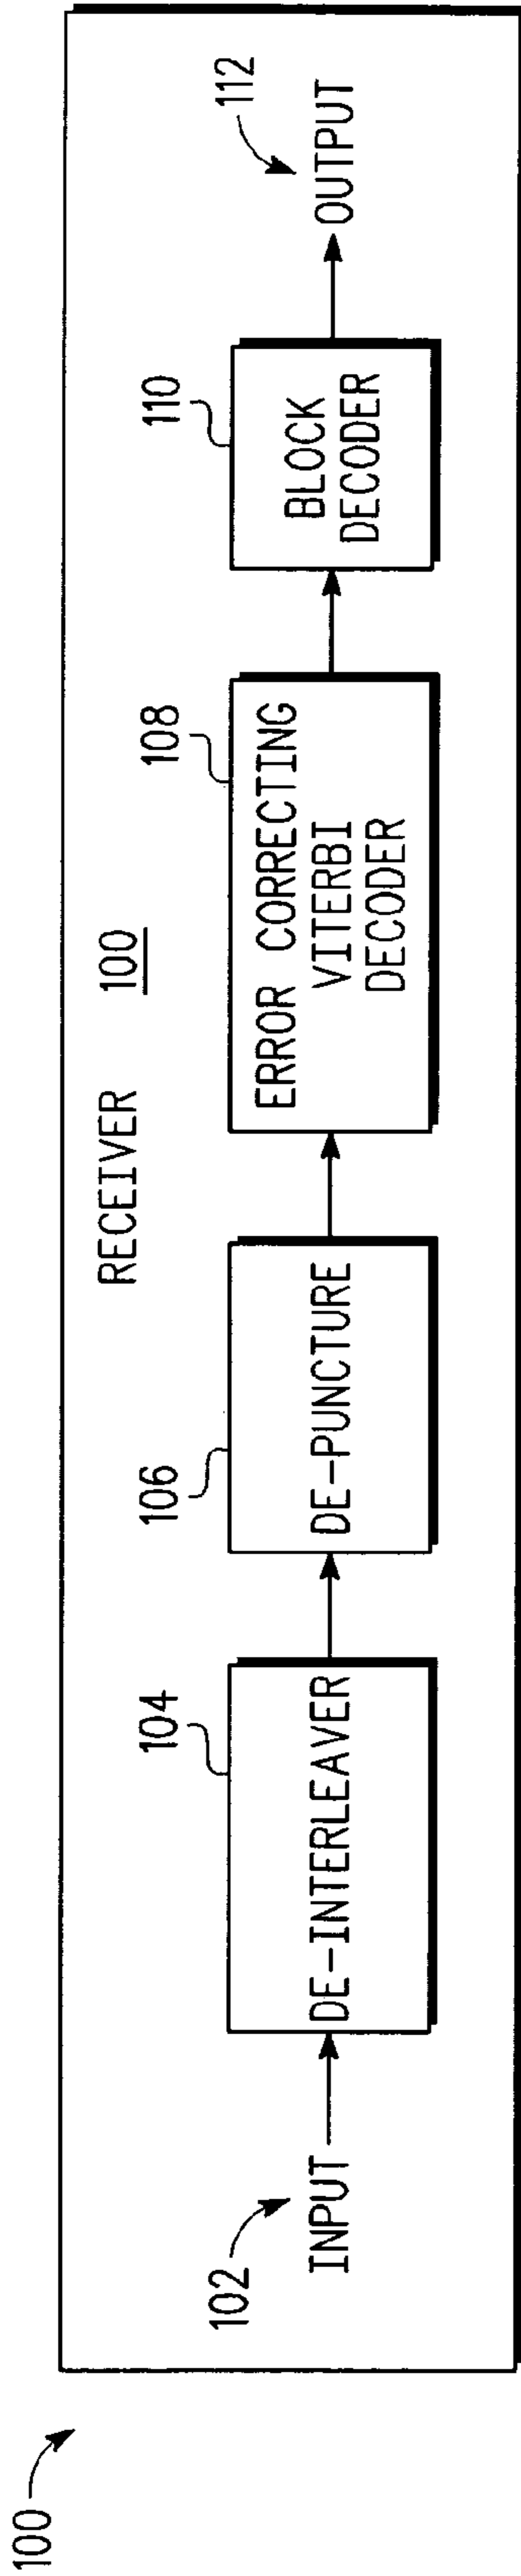 100
RECEIVER 100
102
INPUT
104
DE-INTERLEAVER
106
DE-PUNCTURE
108
ERROR CORRECTING
VITERBI
DECODER
110
BLOCK
DECODER
112
OUTPUT